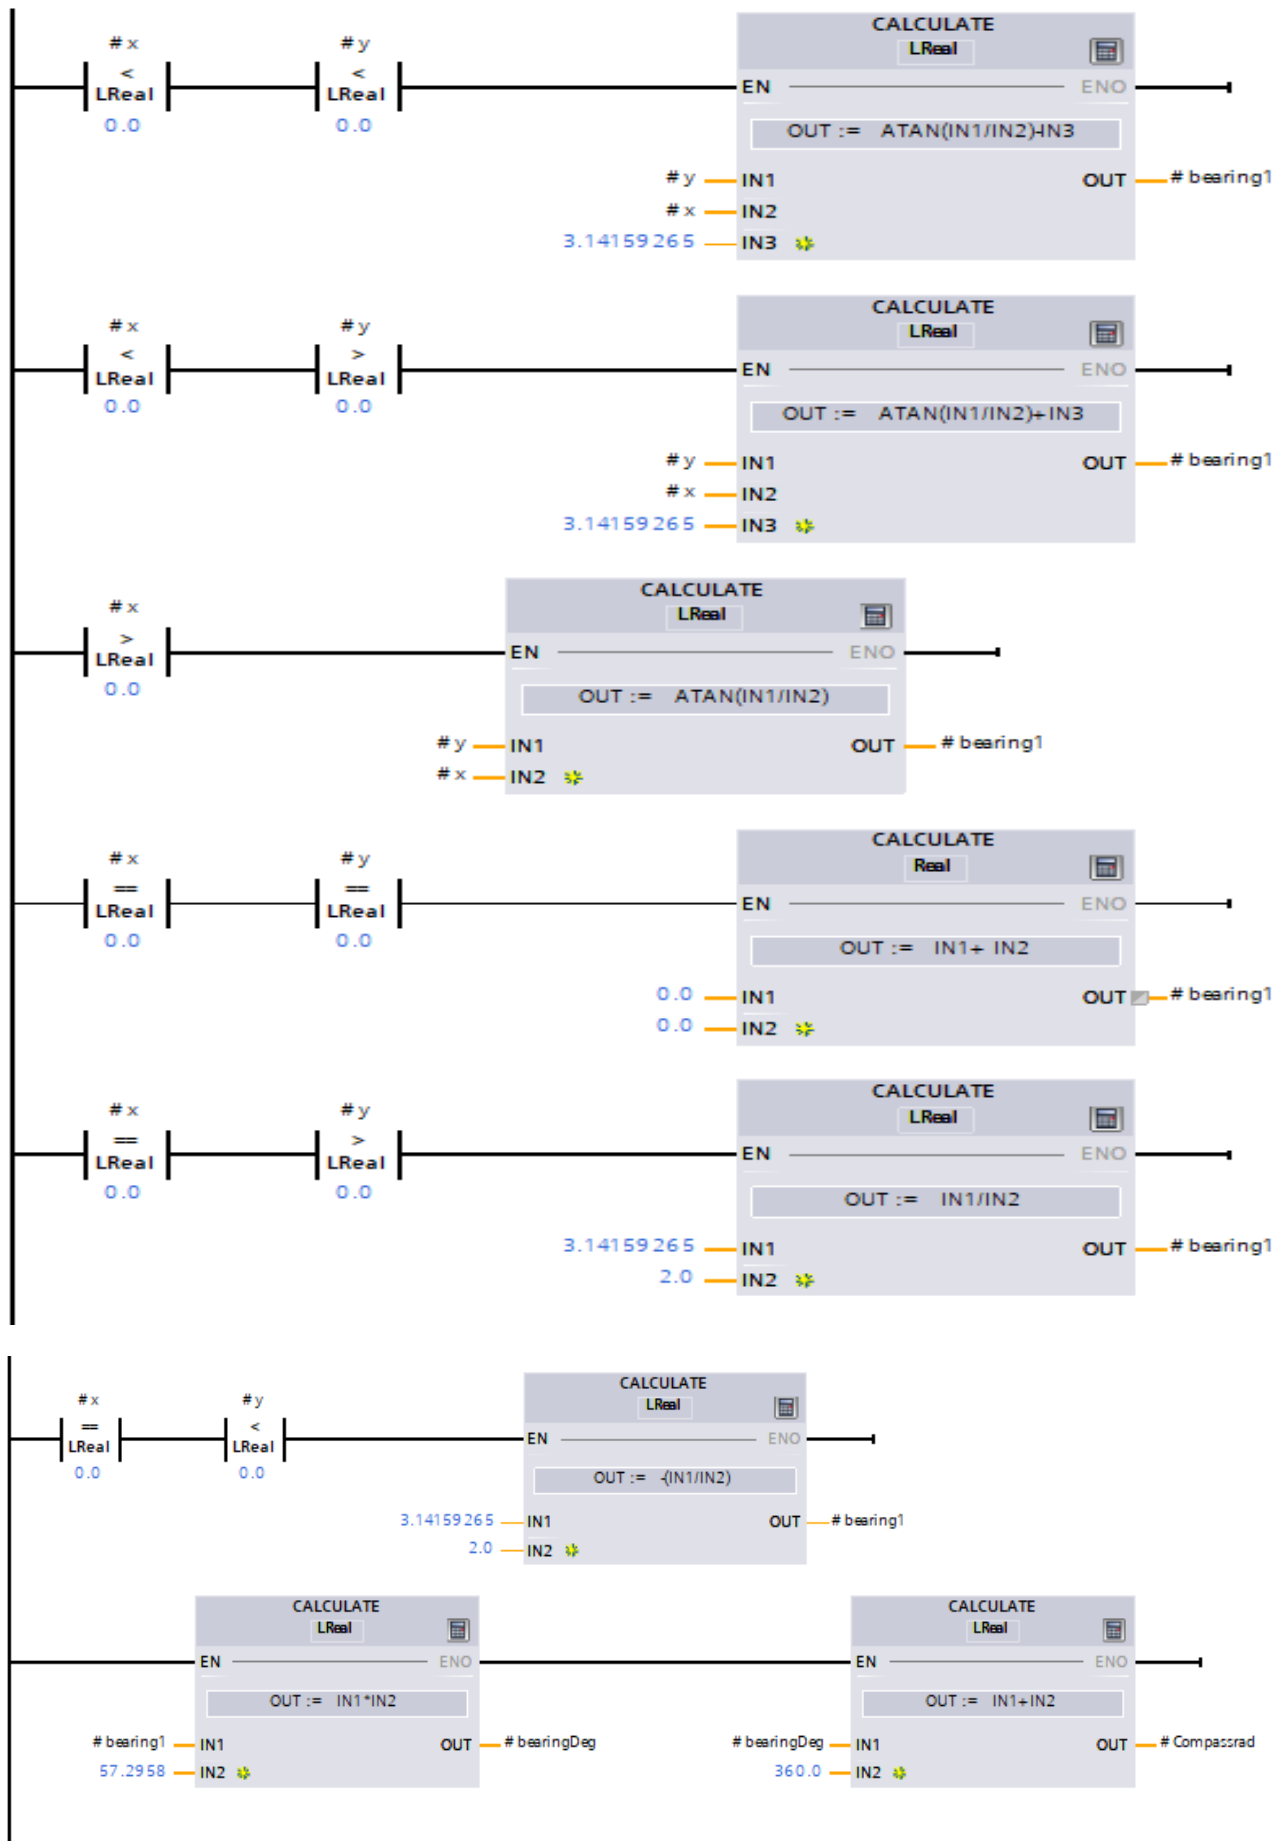 CALCULATE
LReal
#x #y
< <
LReal LReal
0.0 0.0
EN ENO
OUT := ATAN(IN1/IN2)-IN3
#y IN1 OUT #bearing1
#x IN2
3.14159265 IN3
CALCULATE
LReal
#x #y
< >
LReal LReal
0.0 0.0
EN ENO
OUT := ATAN(IN1/IN2)+IN3
#y IN1 OUT #bearing1
#x IN2
3.14159265 IN3
CALCULATE
LReal
#x
>
LReal
0.0
EN ENO
OUT := ATAN(IN1/IN2)
#y IN1 OUT #bearing1
#x IN2
CALCULATE
Real
#x #y
== ==
LReal LReal
0.0 0.0
EN ENO
OUT := IN1+ IN2
0.0 IN1 OUT #bearing1
0.0 IN2
CALCULATE
LReal
#x #y
== >
LReal LReal
0.0 0.0
EN ENO
OUT := IN1/IN2
3.14159265 IN1 OUT #bearing1
2.0 IN2
CALCULATE
LReal
#x #y
== <
LReal LReal
0.0 0.0
EN ENO
OUT := -(IN1/IN2)
3.14159265 IN1 OUT #bearing1
2.0 IN2
CALCULATE CALCULATE
LReal LReal
EN ENO EN ENO
OUT := IN1*IN2 OUT := IN1+IN2
#bearing1 IN1 OUT #bearingDeg #bearingDeg IN1 OUT #Compassrad
57.2958 IN2 360.0 IN2